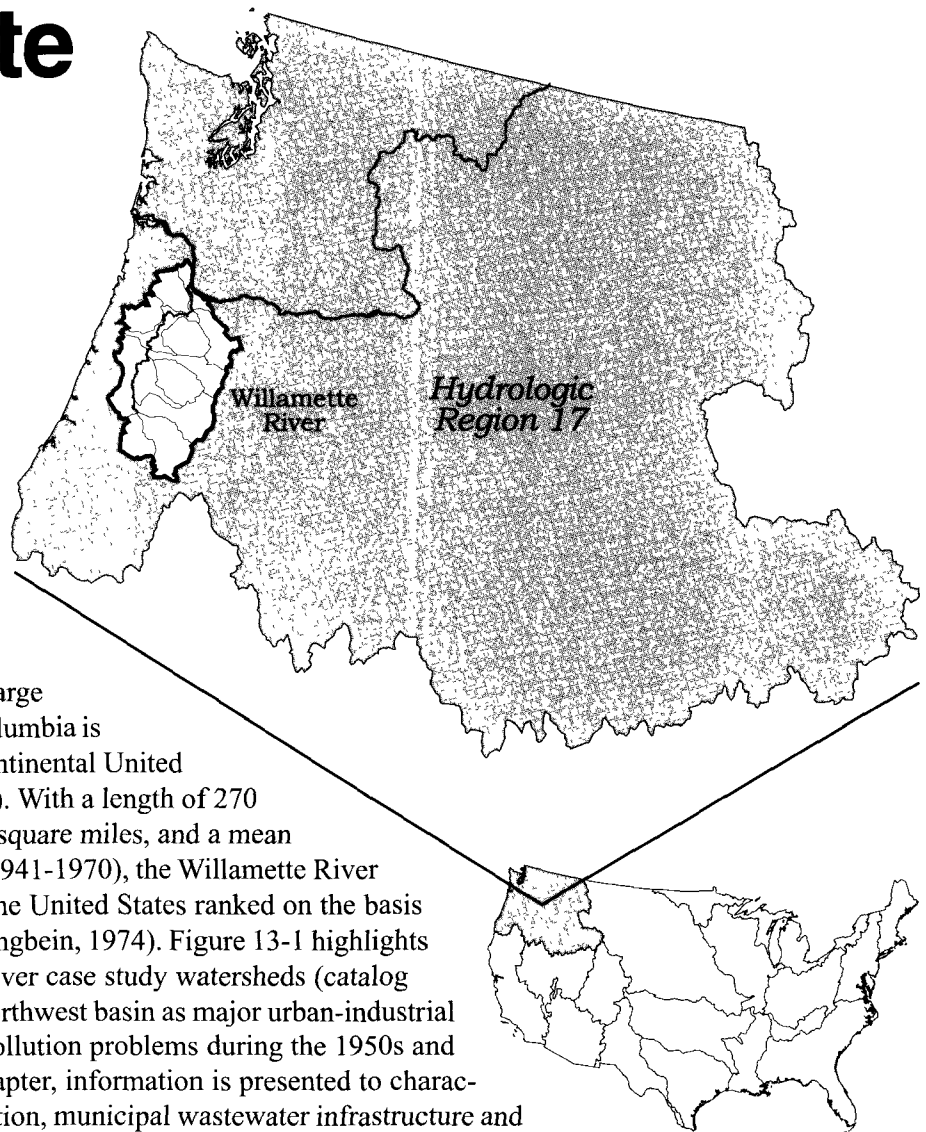 te
Willamette
River
Hydrologic
Region 17
arge
lumbia is
ntinental United
). With a length of 270
square miles, and a mean
941-1970), the Willamette River
he United States ranked on the basis
ngbein, 1974). Figure 13-1 highlights
ver case study watersheds (catalog
rthwest basin as major urban-industrial
ollution problems during the 1950s and
apter, information is presented to charac-
tion, municipal wastewater infrastructure and